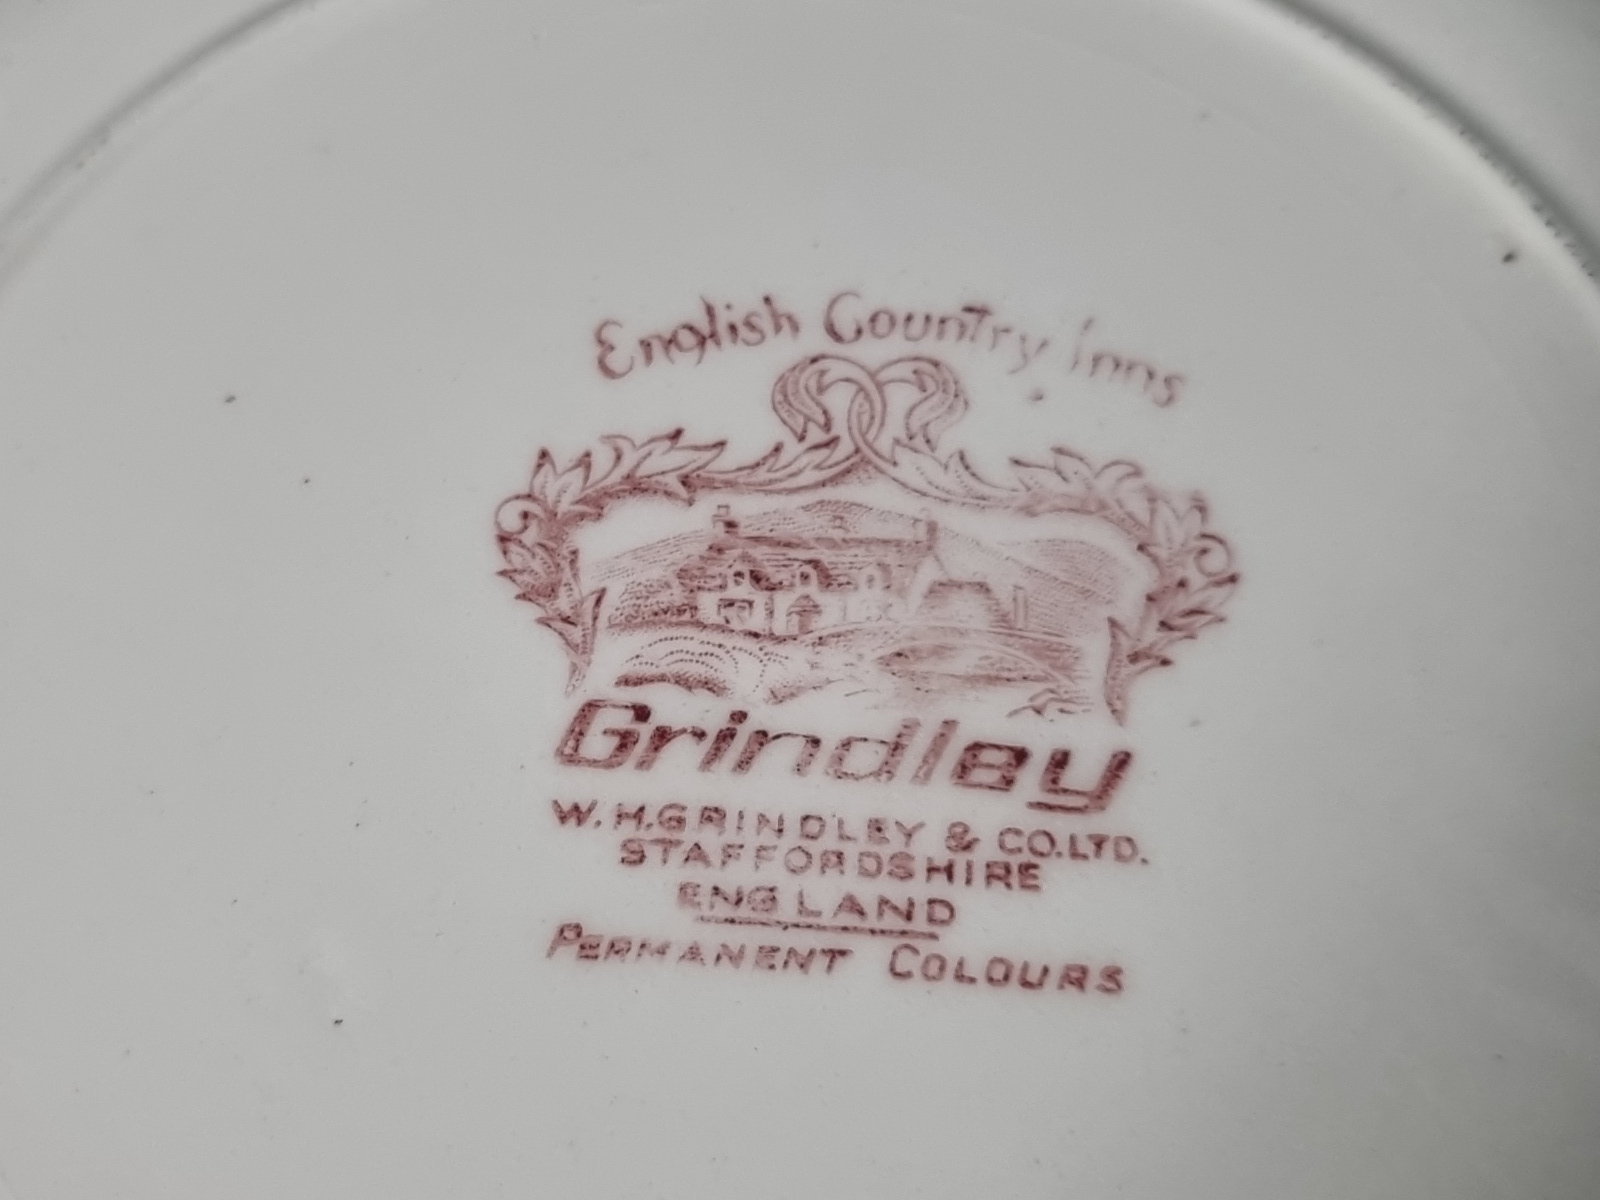 English Country Inns
Grindley
W.H.GRINDLEY & CO.LTD.
STAFFORDSHIRE
ENGLAND
PERMANENT COLOURS